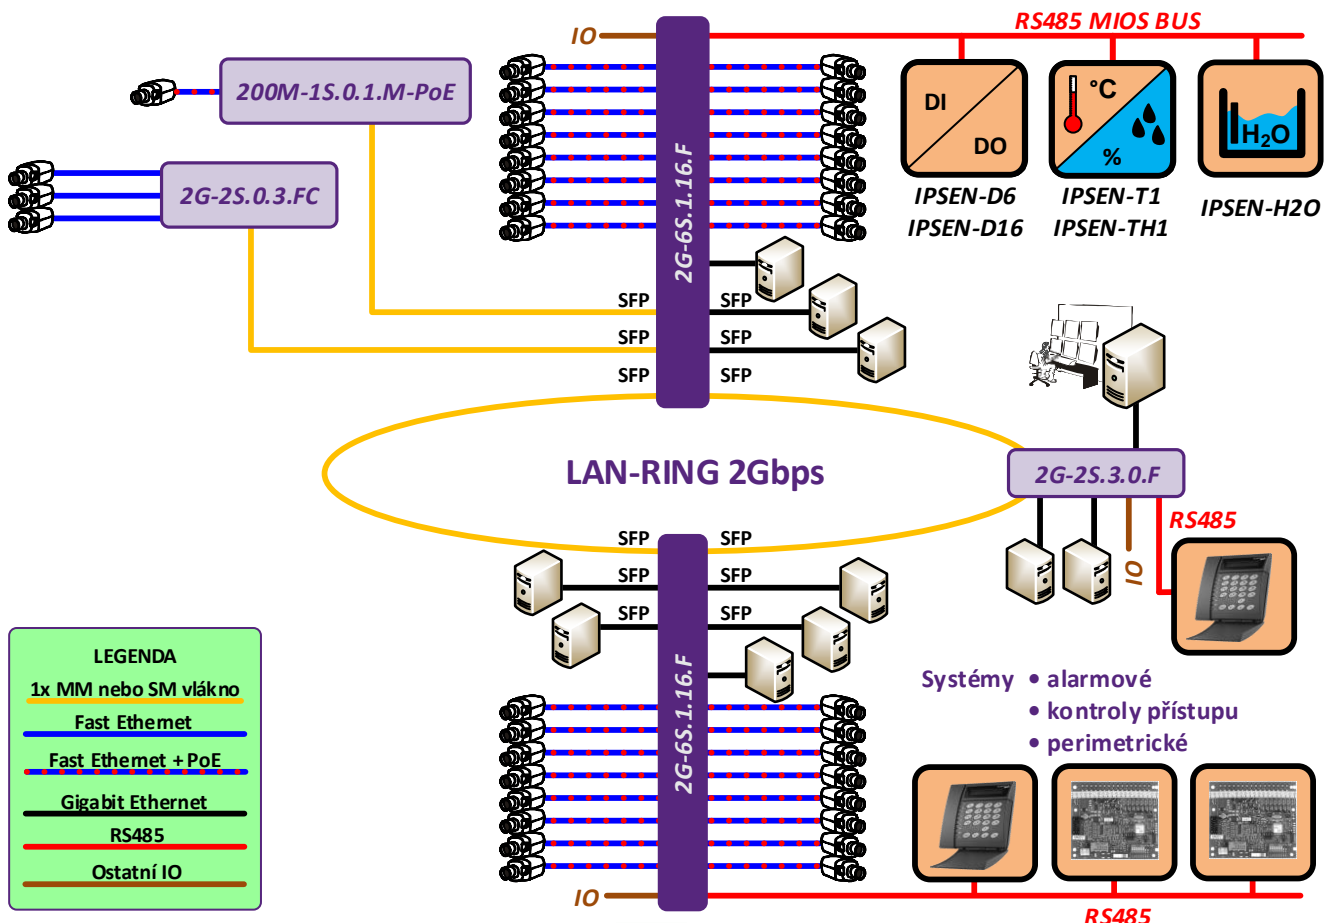 RS485 MIOS BUS
IO
200M-1S.0.1.M-PoE
2G-2S.0.3.FC
2G-6S.1.16.F
DI
DO
°C
%
H2O
IPSEN-D6
IPSEN-D16
IPSEN-T1
IPSEN-TH1
IPSEN-H2O
SFP SFP
SFP SFP
SFP SFP
LAN-RING 2Gbps
2G-2S.3.0.F
RS485
IO
SFP SFP
SFP SFP
SFP SFP
2G-6S.1.16.F
Systémy • alarmové
• kontroly přístupu
• perimetrické
IO
RS485
LEGENDA
1x MM nebo SM vlákno
Fast Ethernet
Fast Ethernet + PoE
Gigabit Ethernet
RS485
Ostatní IO